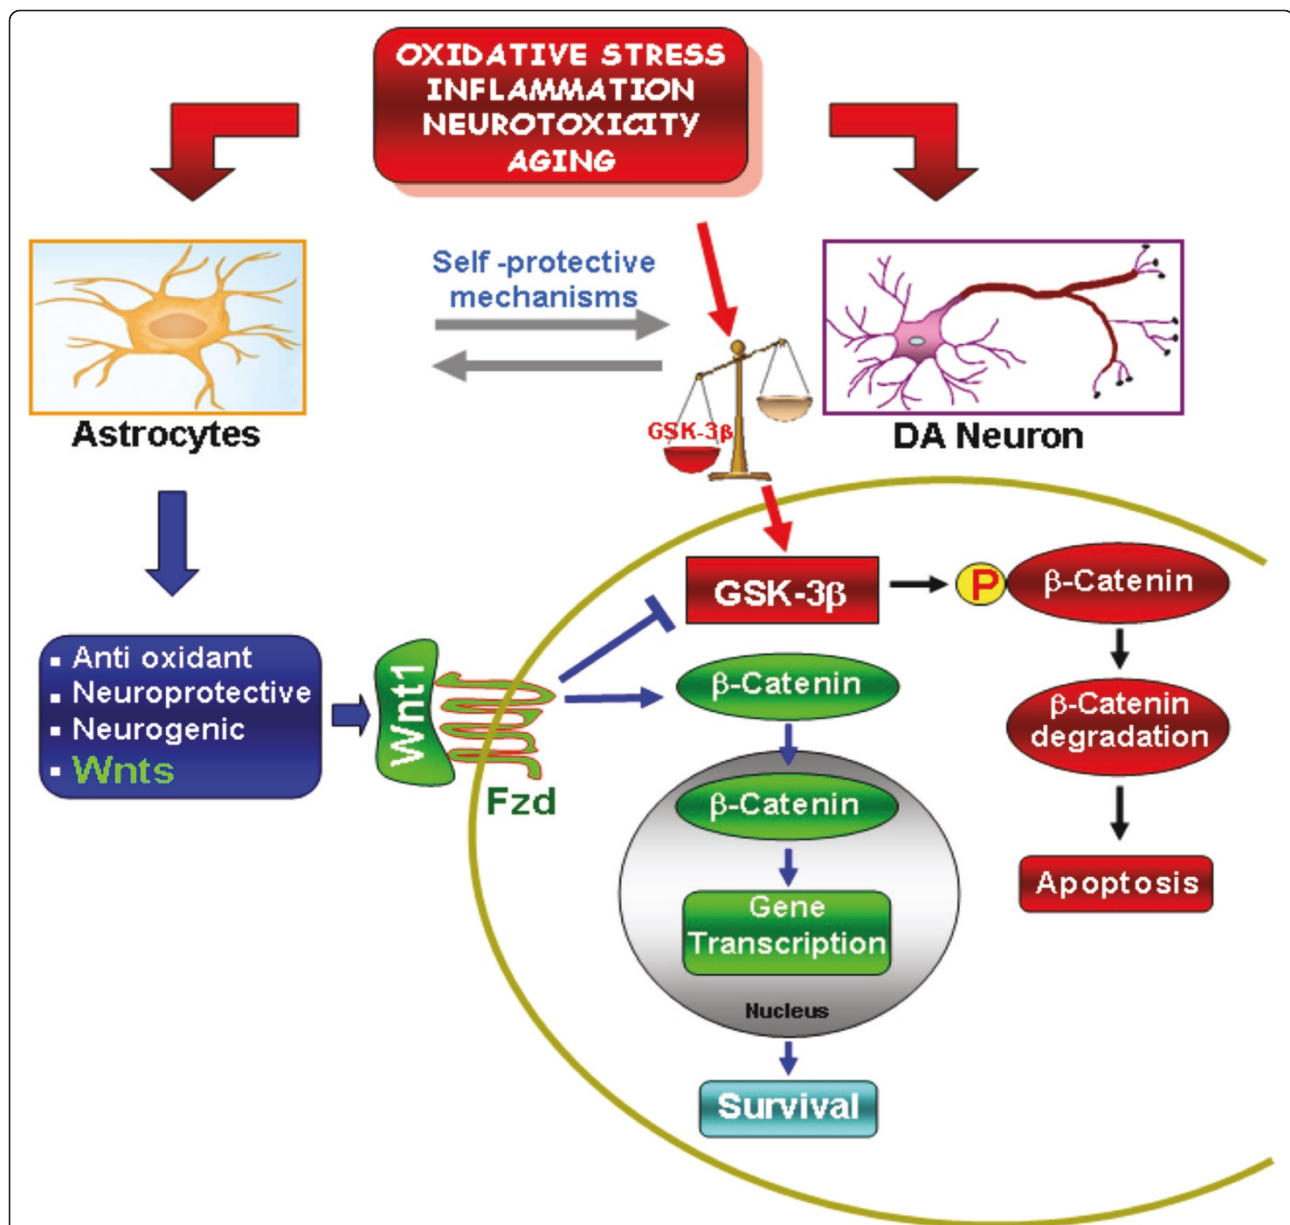 OXIDATIVE STRESS
INFLAMMATION
NEUROTOXICITY
AGING
Self -protective
mechanisms
GSK-3β
Astrocytes
DA Neuron
GSK-3β
P
β-Catenin
▪ Anti oxidant
▪ Neuroprotective
▪ Neurogenic
▪ Wnts
Wnt1
Fzd
β-Catenin
β-Catenin
degradation
β-Catenin
Gene
Transcription
Nucleus
Apoptosis
Survival